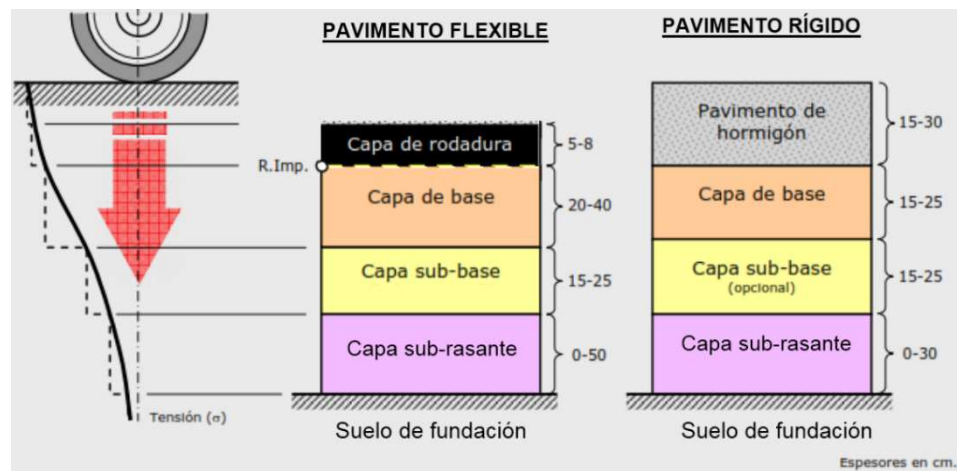 PAVIMENTO FLEXIBLE
PAVIMENTO RÍGIDO
R.Imp.
Tensión (σ)
Capa de rodadura
5-8
Capa de base
20-40
Capa sub-base
15-25
Capa sub-rasante
0-50
Suelo de fundación
Pavimento de
hormigón
15-30
Capa de base
15-25
Capa sub-base
(opcional)
15-25
Capa sub-rasante
0-30
Suelo de fundación
Espesores en cm.